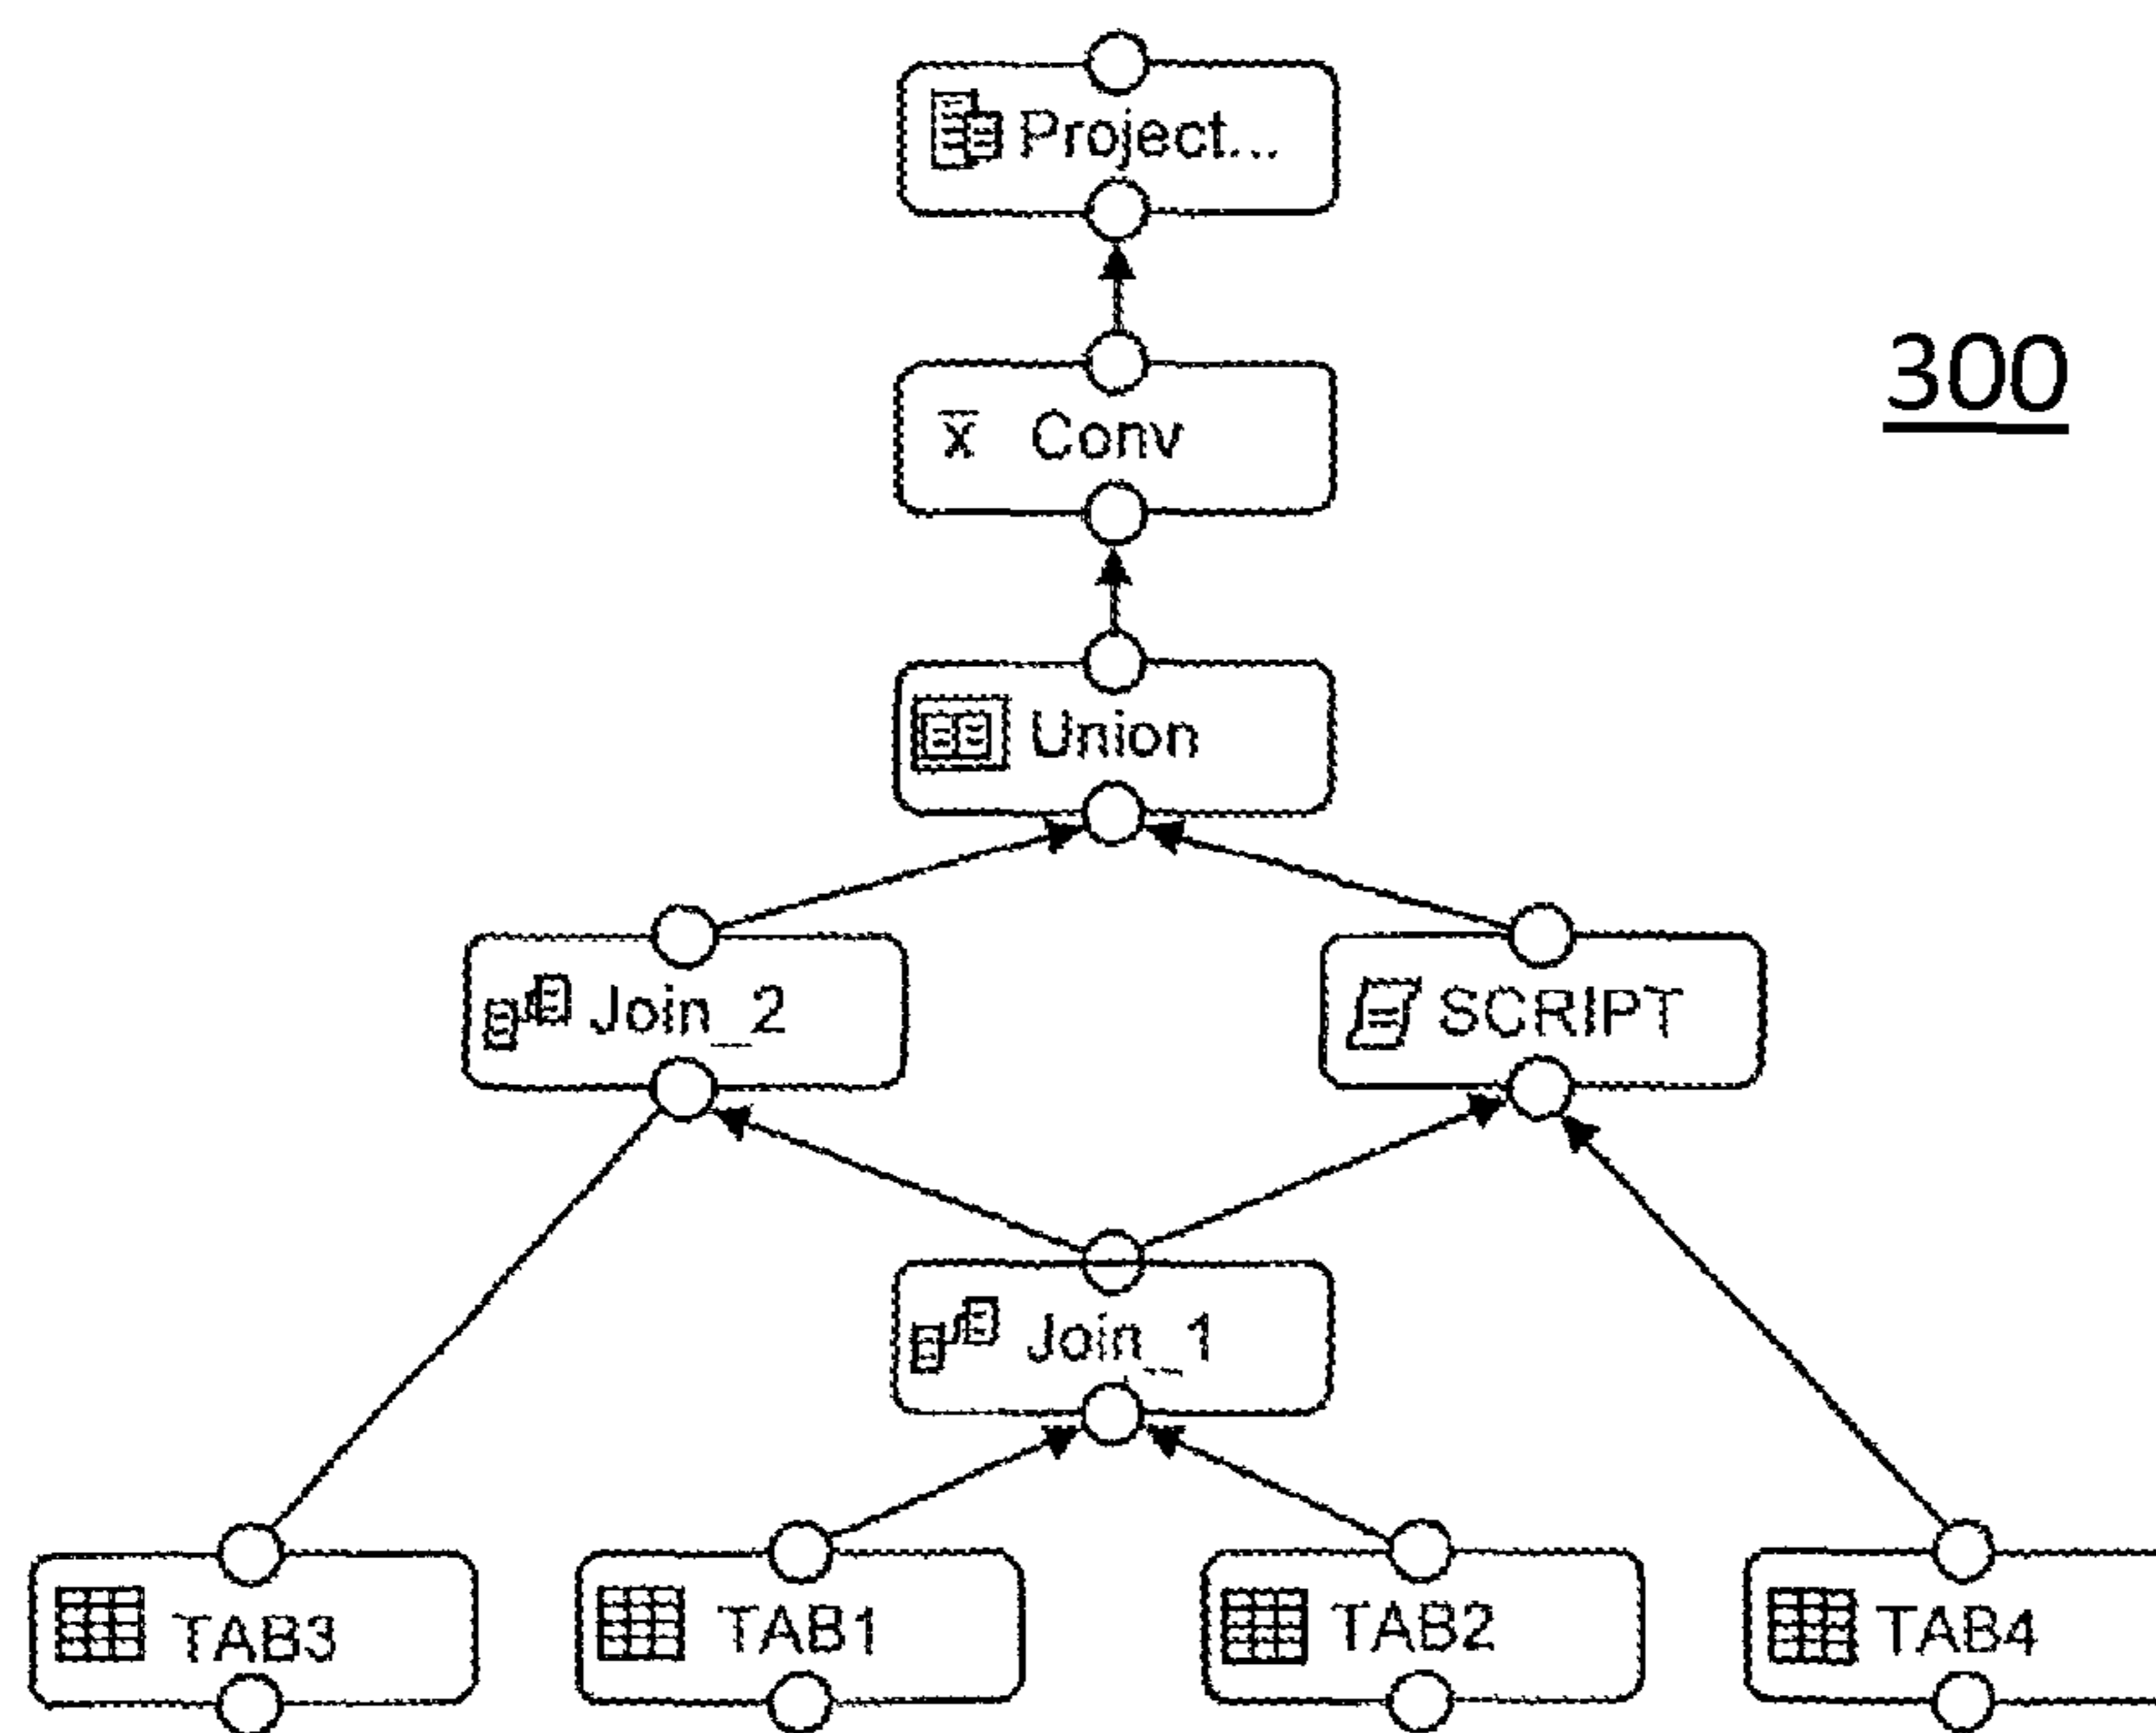 Project...
300
x̅ Conv
Union
Join_2
SCRIPT
Join_1
TAB3
TAB1
TAB2
TAB4